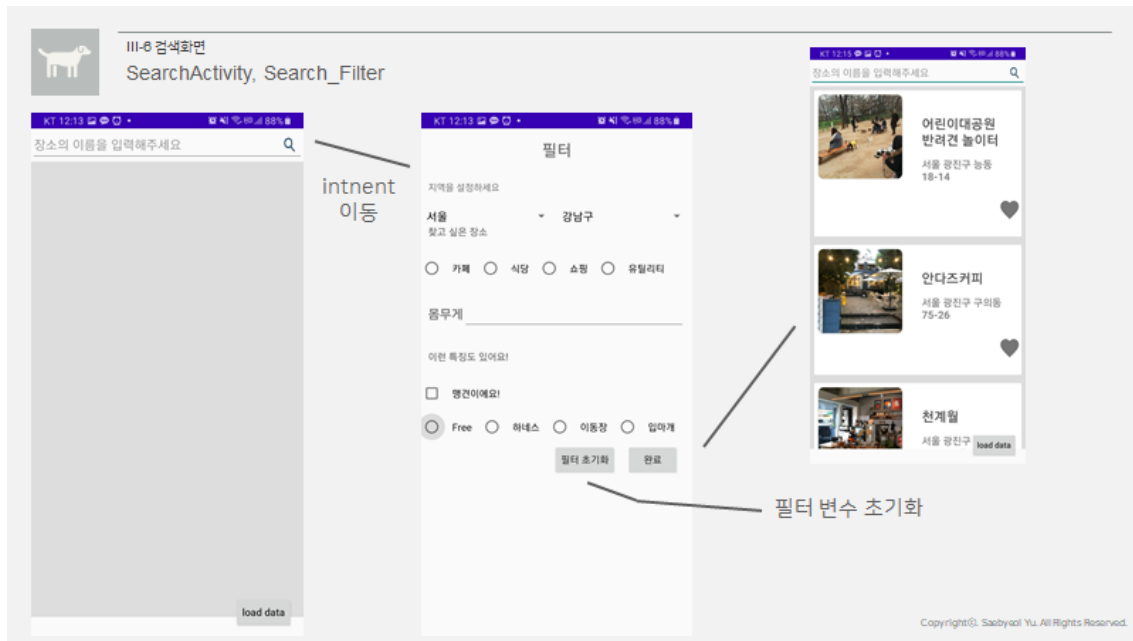 III-6 검색화면
SearchActivity, Search_Filter
KT 12:13
88%
장소의 이름을 입력해주세요
load data
intnent
이동
KT 12:13
88%
필터
지역을 설정하세요
서울 강남구
찾고 싶은 장소
카페 식당 쇼핑 유틸리티
몸무게
이런 특징도 있어요!
맹견이에요!
Free 하네스 이동장 입마개
필터 초기화 완료
필터 변수 초기화
KT 12:15
88%
장소의 이름을 입력해주세요
어린이대공원
반려견 놀이터
서울 광진구 능동
18-14
안다즈커피
서울 광진구 구의동
75-26
천계월
서울 광진구
load data
Copyrightⓒ. Saebyeol Yu. All Rights Reserved.